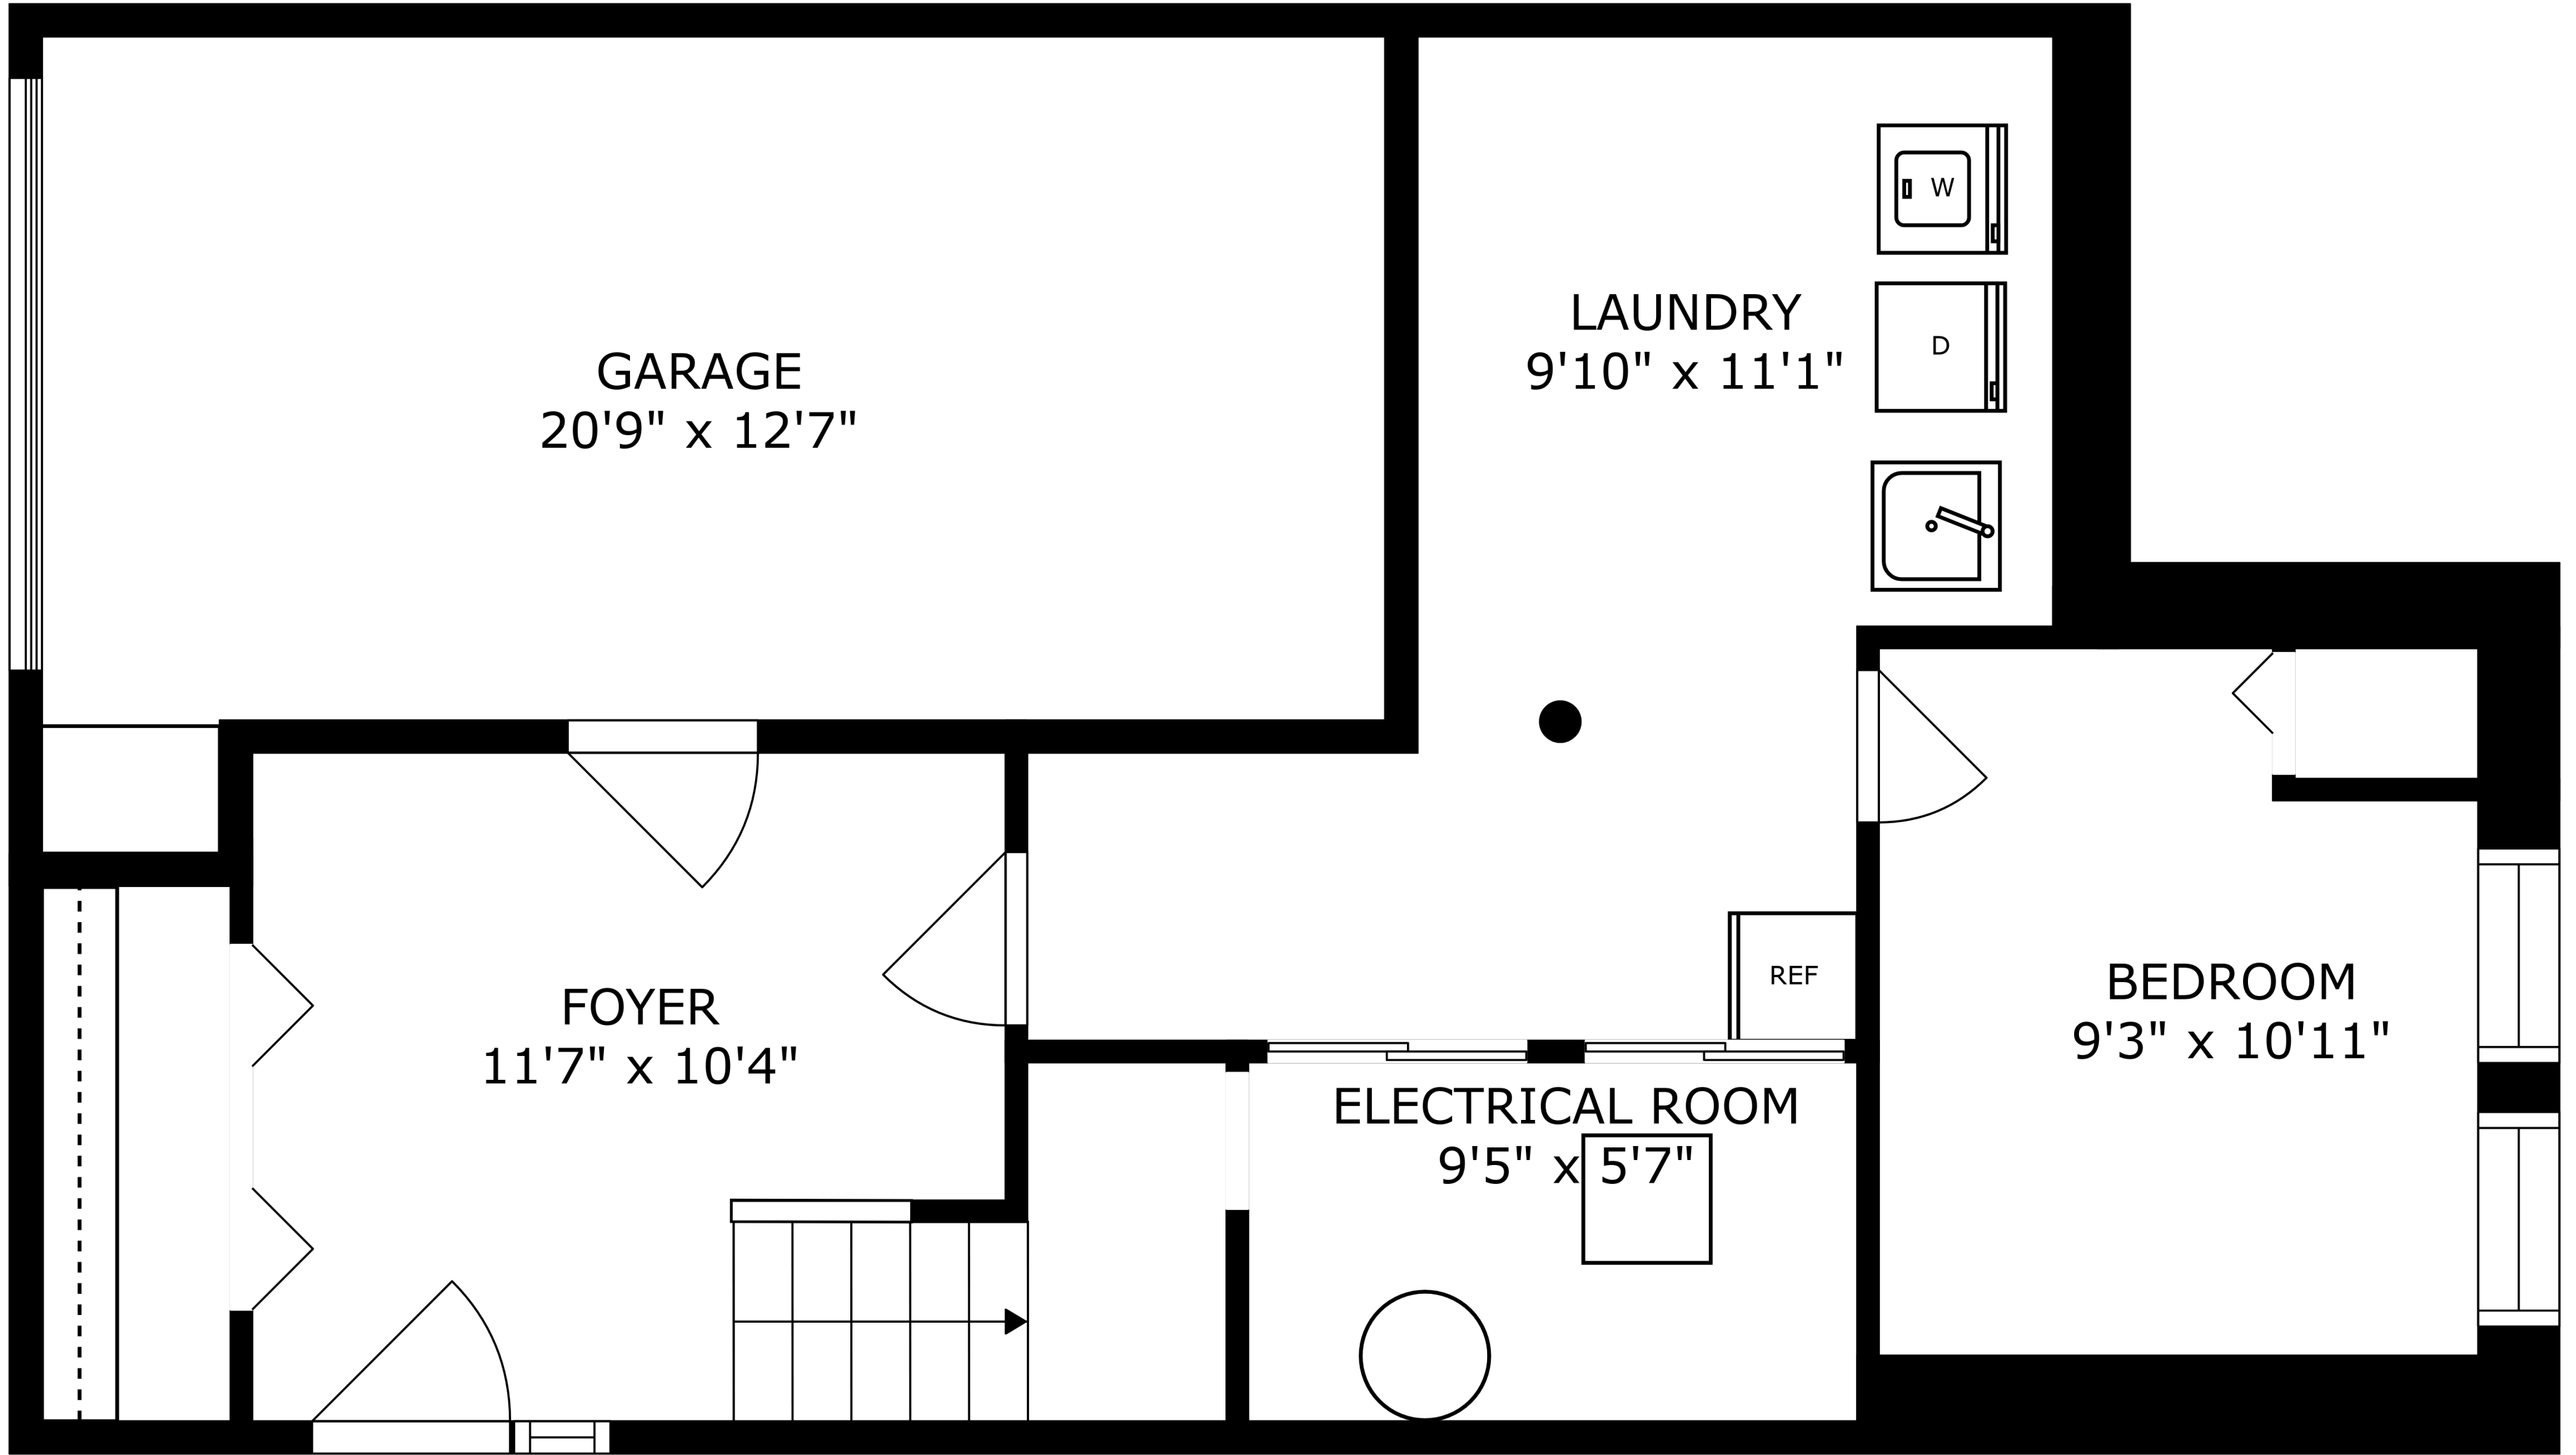 GARAGE
20'9" x 12'7"
LAUNDRY
9'10" x 11'1"
W
D
FOYER
11'7" x 10'4"
REF
ELECTRICAL ROOM
9'5" x 5'7"
BEDROOM
9'3" x 10'11"